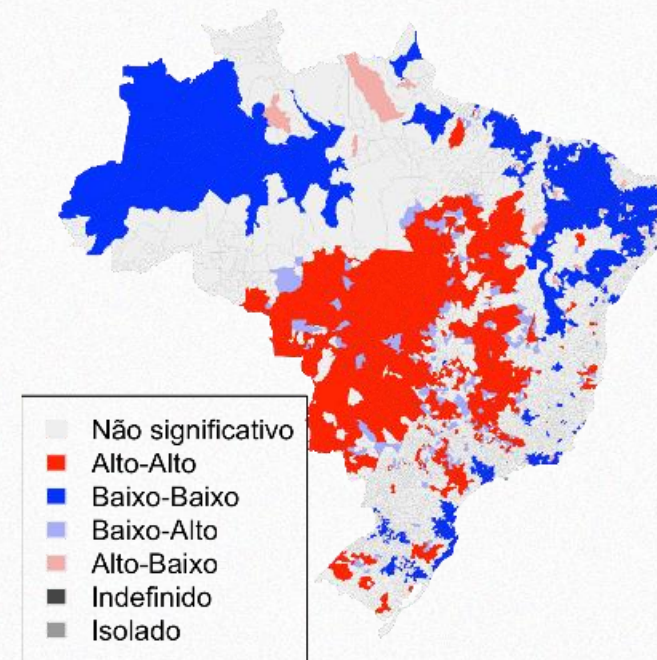 Não significativo
Alto-Alto
Baixo-Baixo
Baixo-Alto
Alto-Baixo
Indefinido
Isolado